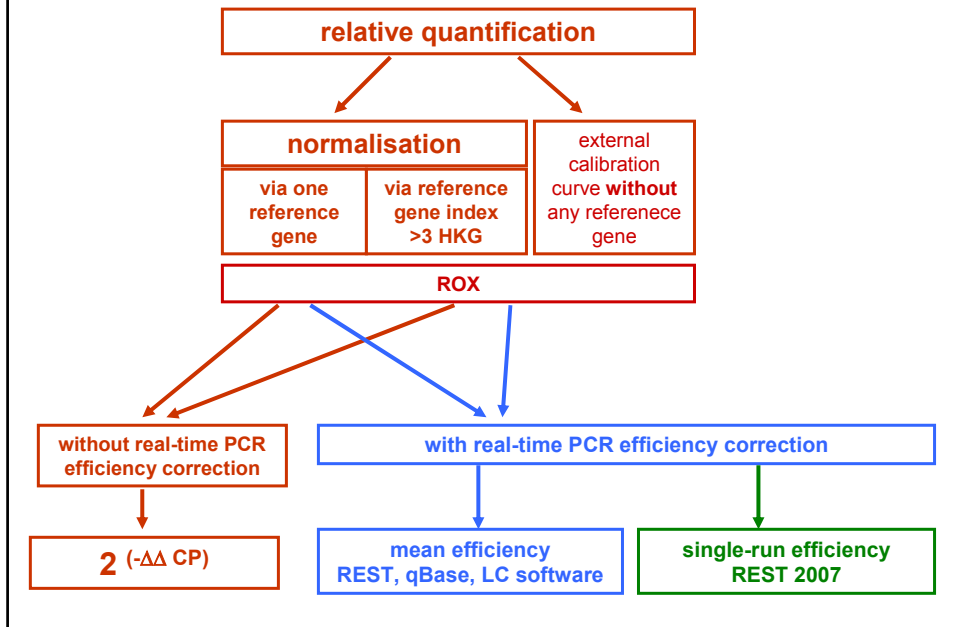 relative quantification
normalisation
via one
reference
gene
via reference
gene index
>3 HKG
external
calibration
curve without
any referenece
gene
ROX
without real-time PCR
efficiency correction
with real-time PCR efficiency correction
2 (-ΔΔ CP)
mean efficiency
REST, qBase, LC software
single-run efficiency
REST 2007